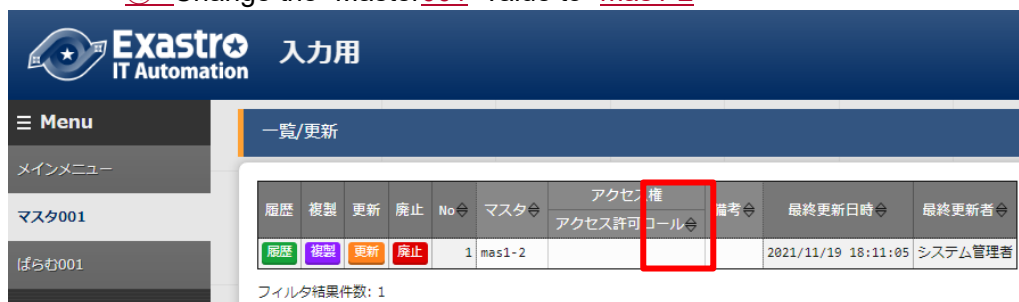 Change the "Master001" value to "mas1-2"
Exastro
IT Automation
入力用
Menu
一覧/更新
メインメニュー
マスタ001
ぱらむ001
履歴 複製 更新 廃止 No マスタ アクセス権 備考 最終更新日時 最終更新者
アクセス許可ロール
履歴 複製 更新 廃止 1 mas1-2 2021/11/19 18:11:05 システム管理者
フィルタ結果件数: 1